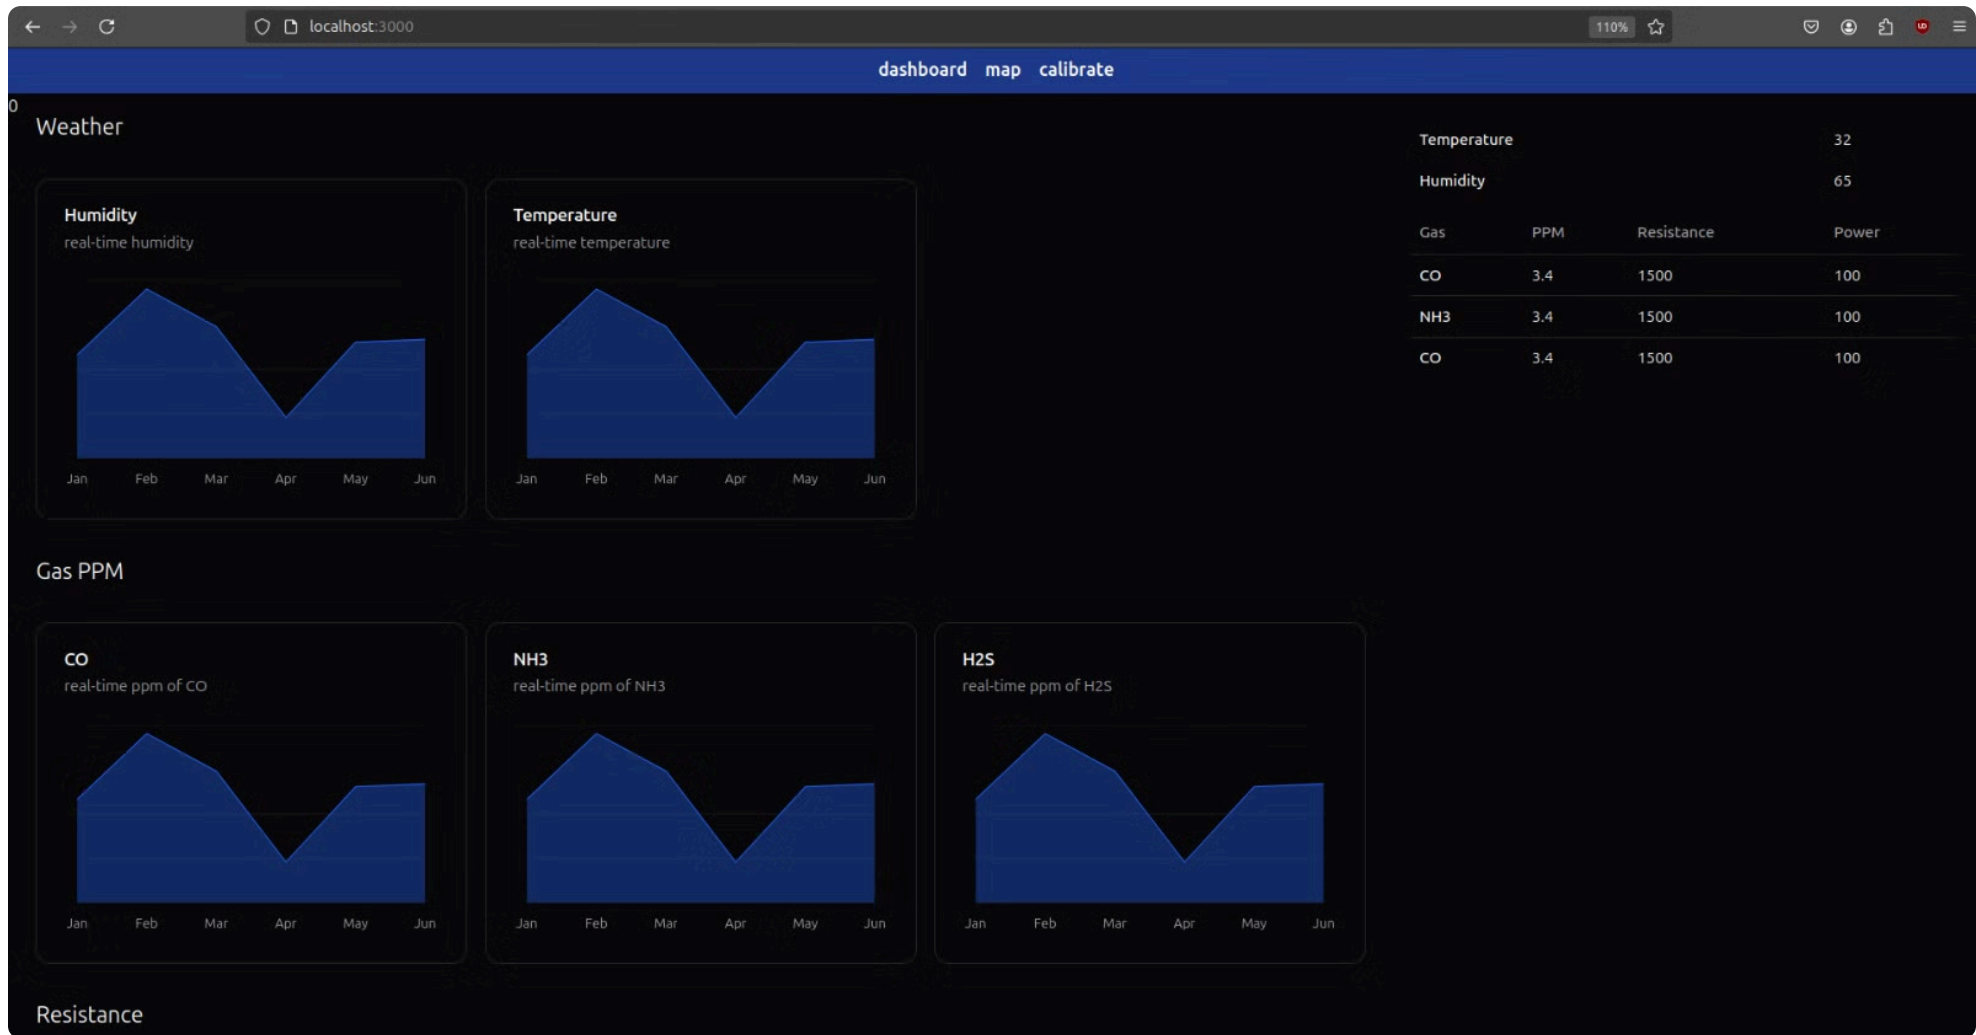 localhost:3000
110%
dashboard map calibrate
0
Weather
Humidity
real-time humidity
Jan Feb Mar Apr May Jun
Temperature
real-time temperature
Jan Feb Mar Apr May Jun
Temperature 32
Humidity 65
Gas PPM Resistance Power
CO 3.4 1500 100
NH3 3.4 1500 100
CO 3.4 1500 100
Gas PPM
CO
real-time ppm of CO
Jan Feb Mar Apr May Jun
NH3
real-time ppm of NH3
Jan Feb Mar Apr May Jun
H2S
real-time ppm of H2S
Jan Feb Mar Apr May Jun
Resistance